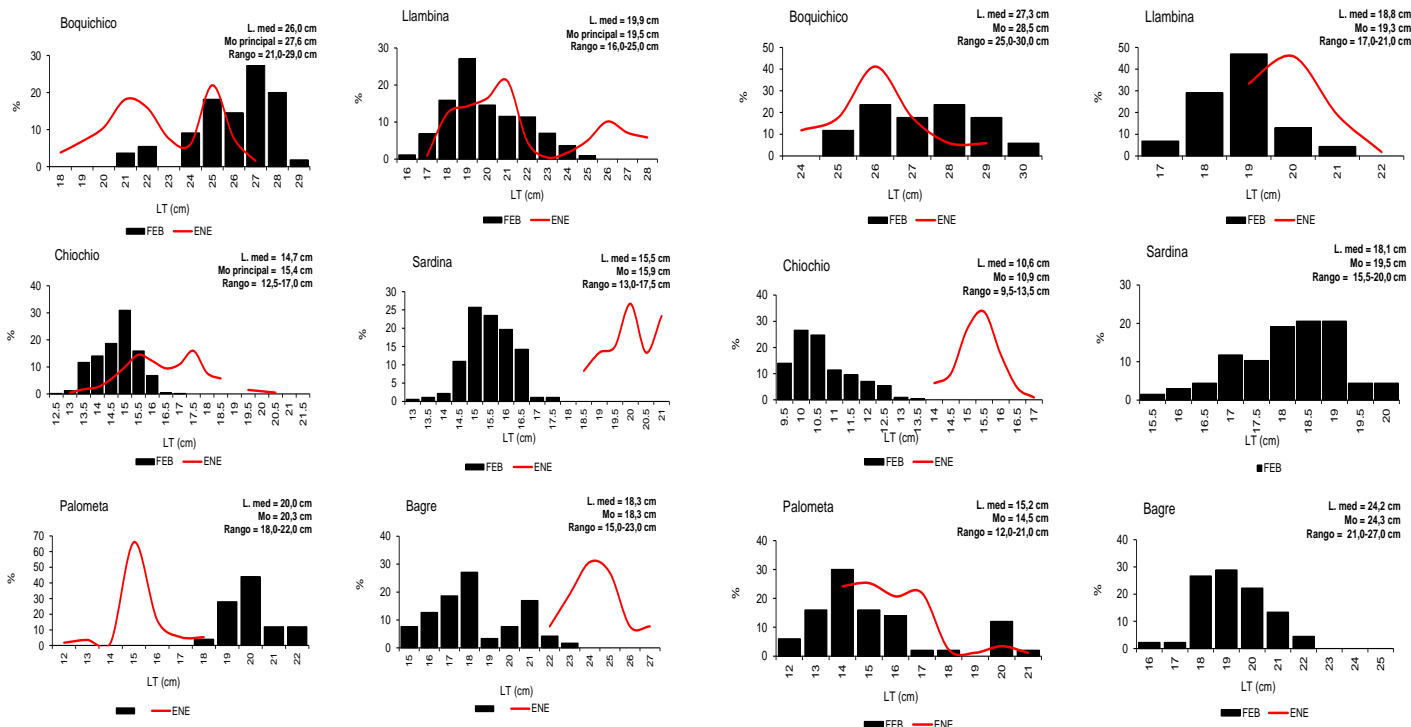 Boquichico
L. med = 26,0 cm
Mo principal = 27,6 cm
Rango = 21,0-29,0 cm
30
20
10
0
%
18 19 20 21 22 23 24 25 26 27 28 29
LT (cm)
FEB ENE
Llambina
L. med = 19,9 cm
Mo principal = 19,5 cm
Rango = 16,0-25,0 cm
30
20
10
0
%
16 17 18 19 20 21 22 23 24 25 26 27 28
LT (cm)
FEB ENE
Boquichico
L. med = 27,3 cm
Mo = 28,5 cm
Rango = 25,0-30,0 cm
50
40
30
20
10
0
%
24 25 26 27 28 29 30
LT (cm)
FEB ENE
Llambina
L. med = 18,8 cm
Mo = 19,3 cm
Rango = 17,0-21,0 cm
50
40
30
20
10
0
%
17 18 19 20 21 22
LT (cm)
FEB ENE
Chiochio
L. med = 14,7 cm
Mo principal = 15,4 cm
Rango = 12,5-17,0 cm
40
30
20
10
0
%
12.5 13 13.5 14 14.5 15 15.5 16 16.5 17 17.5 18 18.5 19 19.5 20 20.5 21 21.5
LT (cm)
FEB ENE
Sardina
L. med = 15,5 cm
Mo = 15,9 cm
Rango = 13,0-17,5 cm
30
25
20
15
10
5
0
%
13 13.5 14 14.5 15 15.5 16 16.5 17 17.5 18 18.5 19 19.5 20 20.5 21
LT (cm)
FEB ENE
Chiochio
L. med = 10,6 cm
Mo = 10,9 cm
Rango = 9,5-13,5 cm
40
30
20
10
0
%
9.5 10 10.5 11 11.5 12 12.5 13 13.5 14 14.5 15 15.5 16 16.5 17
LT (cm)
FEB ENE
Sardina
L. med = 18,1 cm
Mo = 19,5 cm
Rango = 15,5-20,0 cm
30
20
10
0
%
15.5 16 16.5 17 17.5 18 18.5 19 19.5 20
LT (cm)
FEB
Palometa
L. med = 20,0 cm
Mo = 20,3 cm
Rango = 18,0-22,0 cm
70
60
50
40
30
20
10
0
%
12 13 14 15 16 17 18 19 20 21 22
LT (cm)
ENE
Bagre
L. med = 18,3 cm
Mo = 18,3 cm
Rango = 15,0-23,0 cm
40
30
20
10
0
%
15 16 17 18 19 20 21 22 23 24 25 26 27
LT (cm)
ENE
Palometa
L. med = 15,2 cm
Mo = 14,5 cm
Rango = 12,0-21,0 cm
40
30
20
10
0
%
12 13 14 15 16 17 18 19 20 21
LT (cm)
FEB ENE
Bagre
L. med = 24,2 cm
Mo = 24,3 cm
Rango = 21,0-27,0 cm
40
30
20
10
0
%
16 17 18 19 20 21 22 23 24 25
LT (cm)
FEB ENE